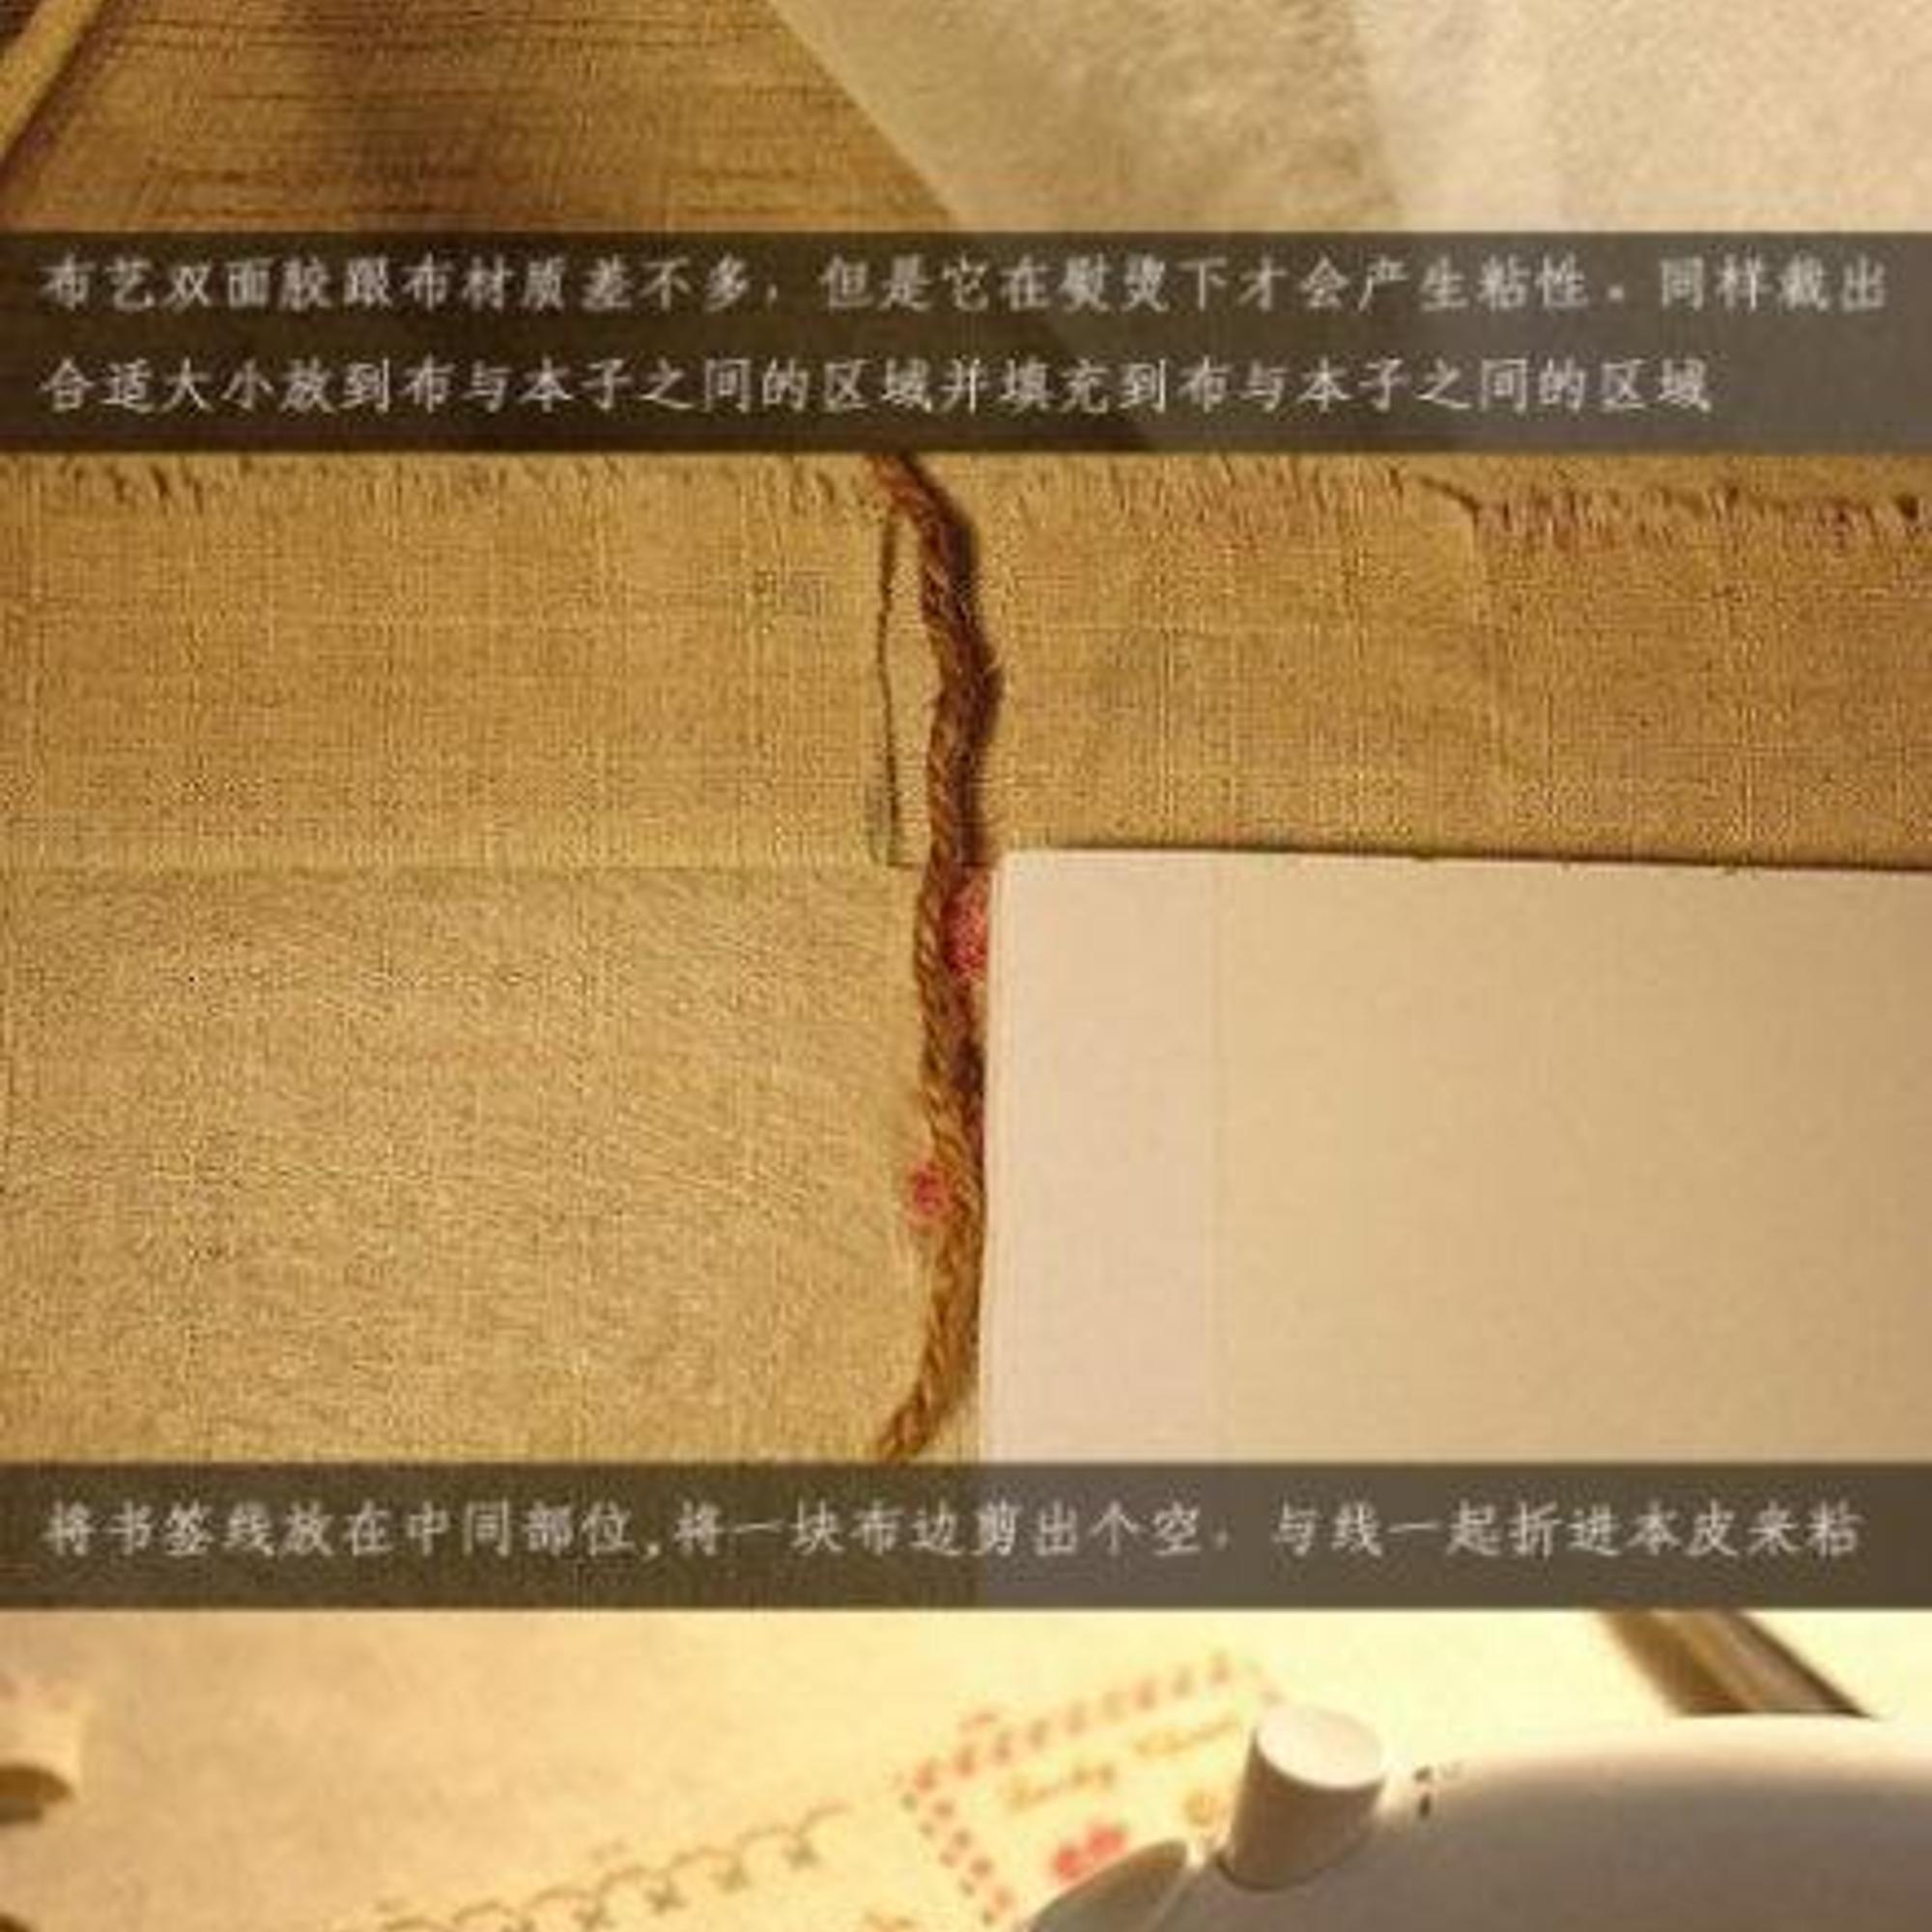 布艺双面胶跟布材质差不多，但是它在熨烫下才会产生粘性。同样裁出
合适大小放到布与本子之间的区域并填充到布与本子之间的区域
将书签线放在中间部位,将一块布边剪出个空，与线一起折进本皮来粘